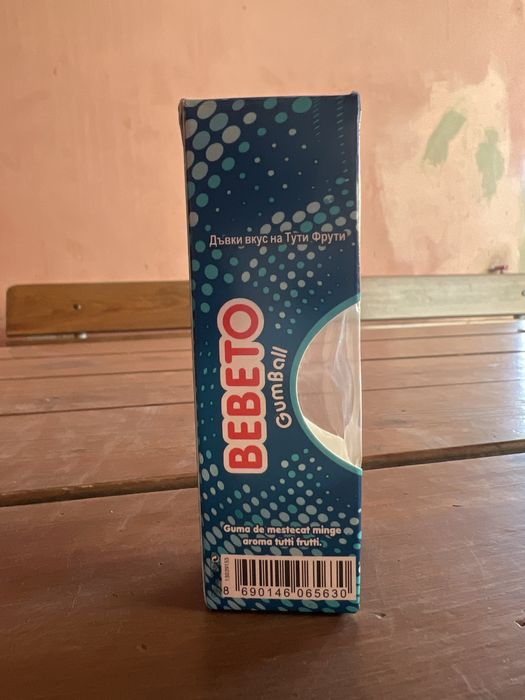 Дъвки вкус на Тути Фрути
BEBETO
GumBall
Guma de mestecat minge
aroma tutti frutti.
8 690146 065630